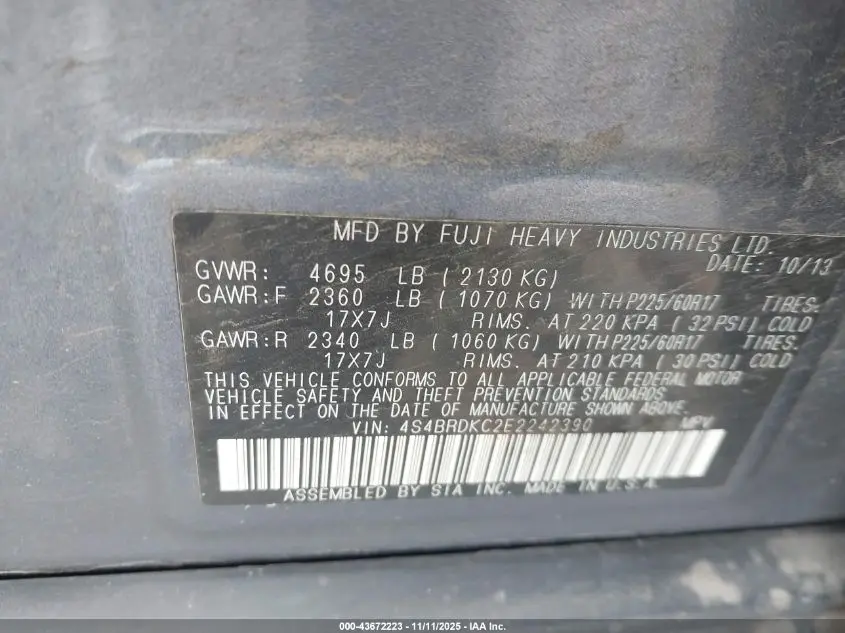 MFD BY FUJI HEAVY INDUSTRIES LTD.
DATE: 10/13
GVWR: 4695 LB ( 2130 KG)
GAWR:F 2360 LB ( 1070 KG) WITH P225/60R17 TIRES.
17X7J RIMS. AT 220 KPA ( 32 PSI) COLD
GAWR:R 2340 LB ( 1060 KG) WITH P225/60R17 TIRES.
17X7J RIMS. AT 210 KPA ( 30 PSI) COLD
THIS VEHICLE CONFORMS TO ALL APPLICABLE FEDERAL MOTOR
VEHICLE SAFETY AND THEFT PREVENTION STANDARDS
IN EFFECT ON THE DATE OF MANUFACTURE SHOWN ABOVE.
VIN: 4S4BRDKC2E2242390 MPV
ASSEMBLED BY SIA INC. MADE IN U.S.A.
000-43672223 - 11/11/2025 - IAA Inc.